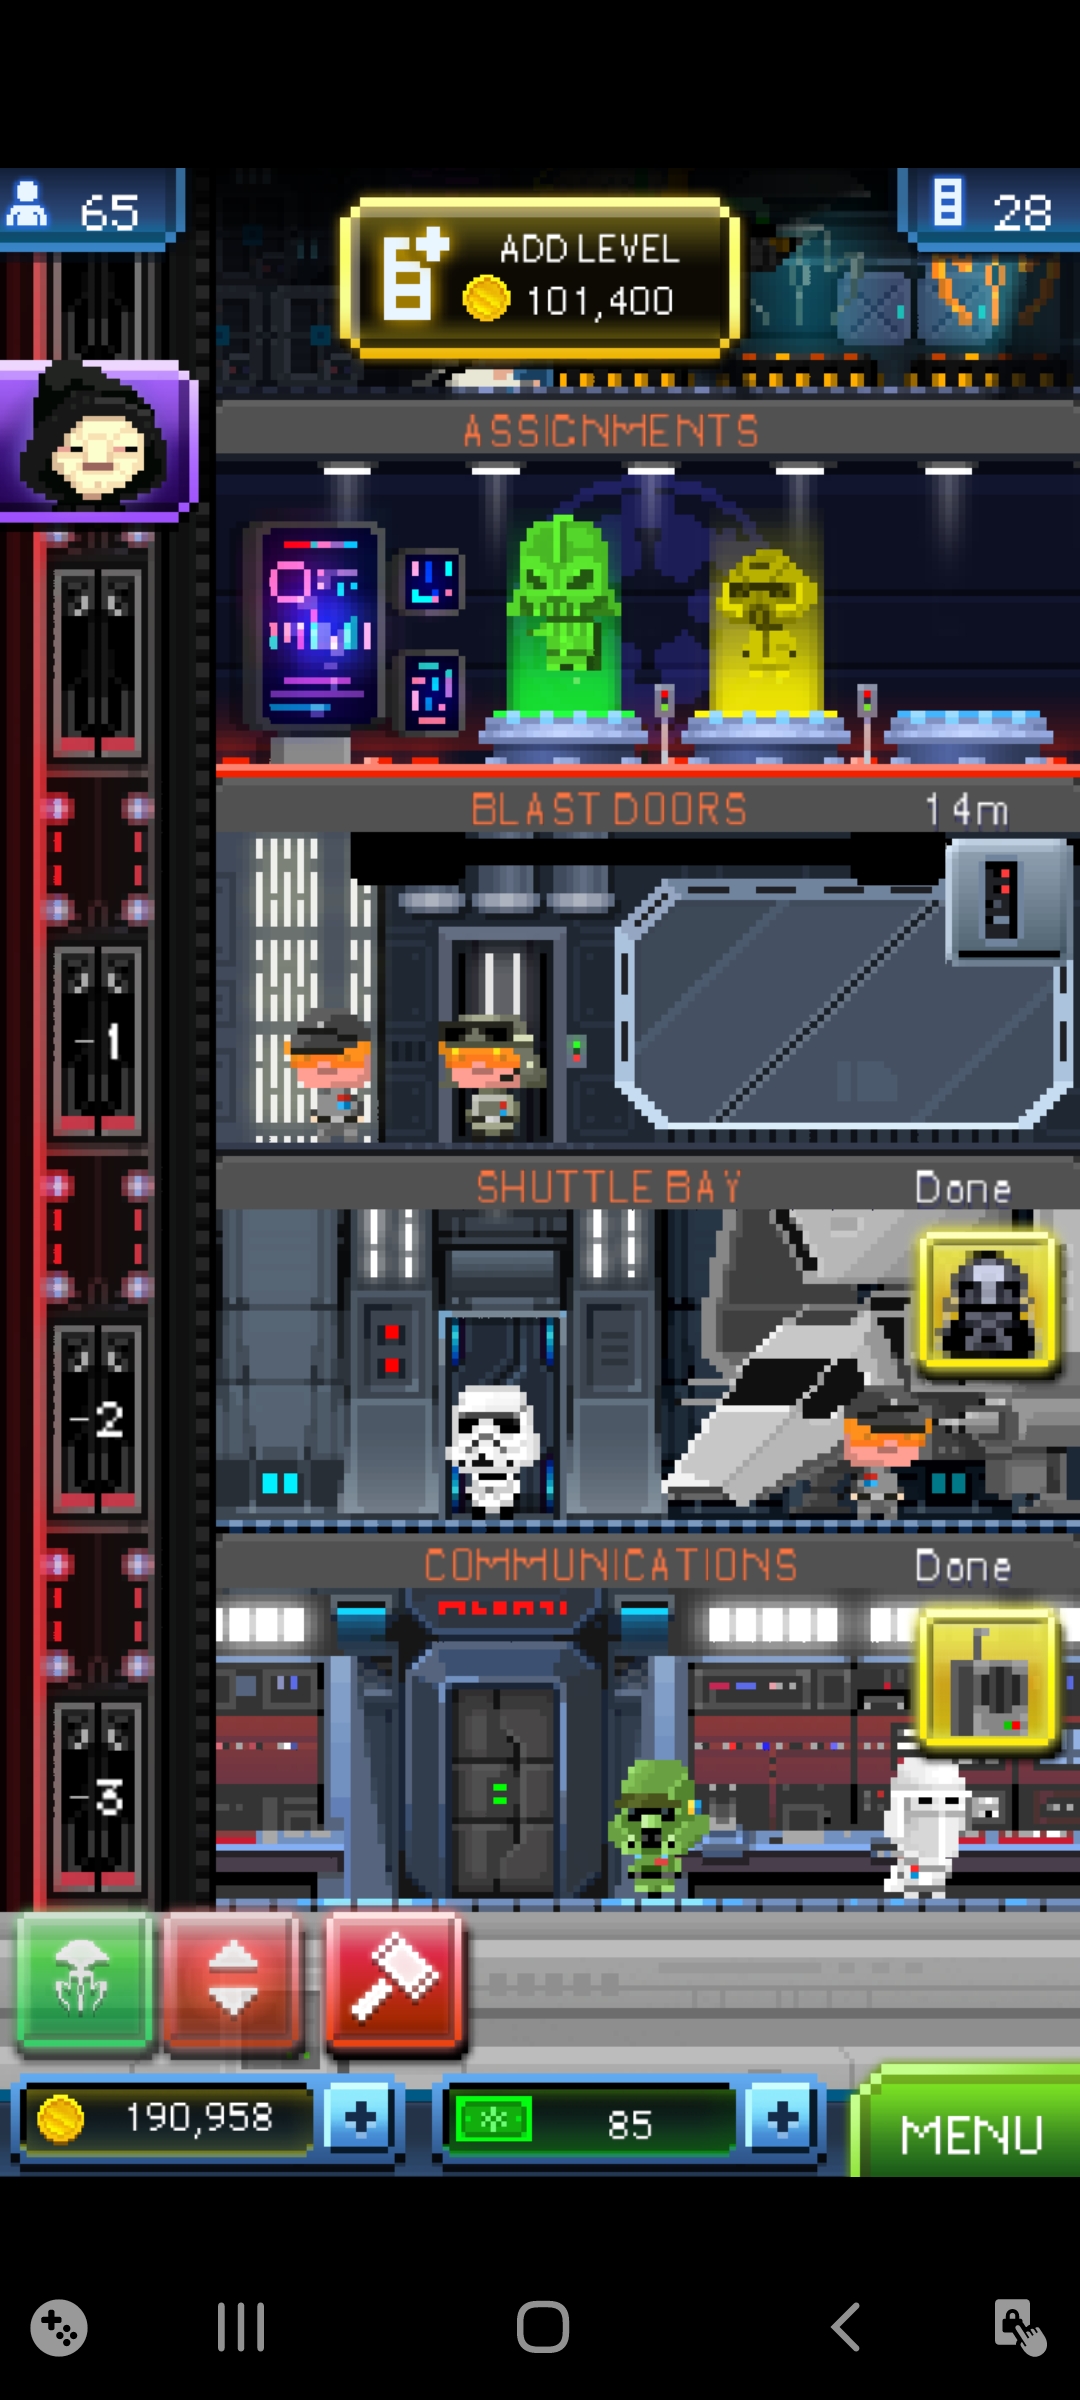 65
ADD LEVEL
101,400
28
ASSIGNMENTS
BLAST DOORS 14m
-1
SHUTTLE BAY Done
-2
COMMUNICATIONS Done
-3
190,958
85
MENU